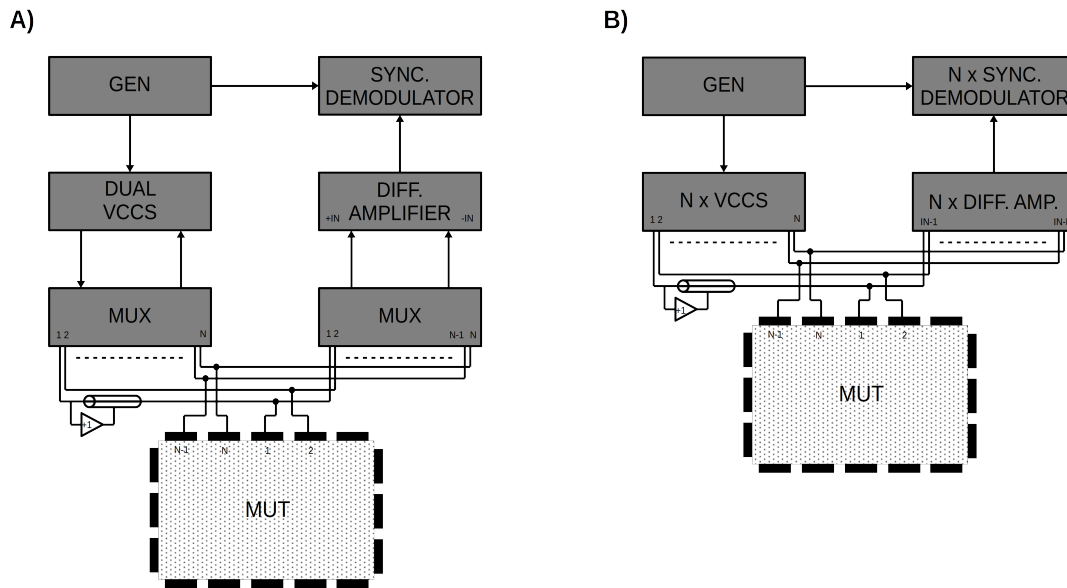 A)
GEN
SYNC.
DEMODULATOR
DUAL
VCCS
DIFF.
AMPLIFIER
+IN
-IN
MUX
1 2
N
MUX
1 2
N-1 N
+1
N-1
N
1
2
MUT
B)
GEN
N x SYNC.
DEMODULATOR
N x VCCS
1 2
N
N x DIFF. AMP.
IN-1
+1
N-1
N
1
2
MUT